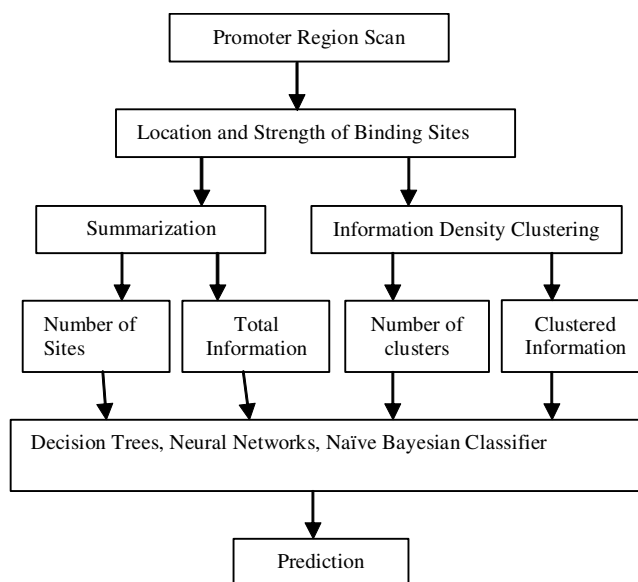 Promoter Region Scan
Location and Strength of Binding Sites
Summarization
Information Density Clustering
Number of
Sites
Total
Information
Number of
clusters
Clustered
Information
Decision Trees, Neural Networks, Naïve Bayesian Classifier
Prediction